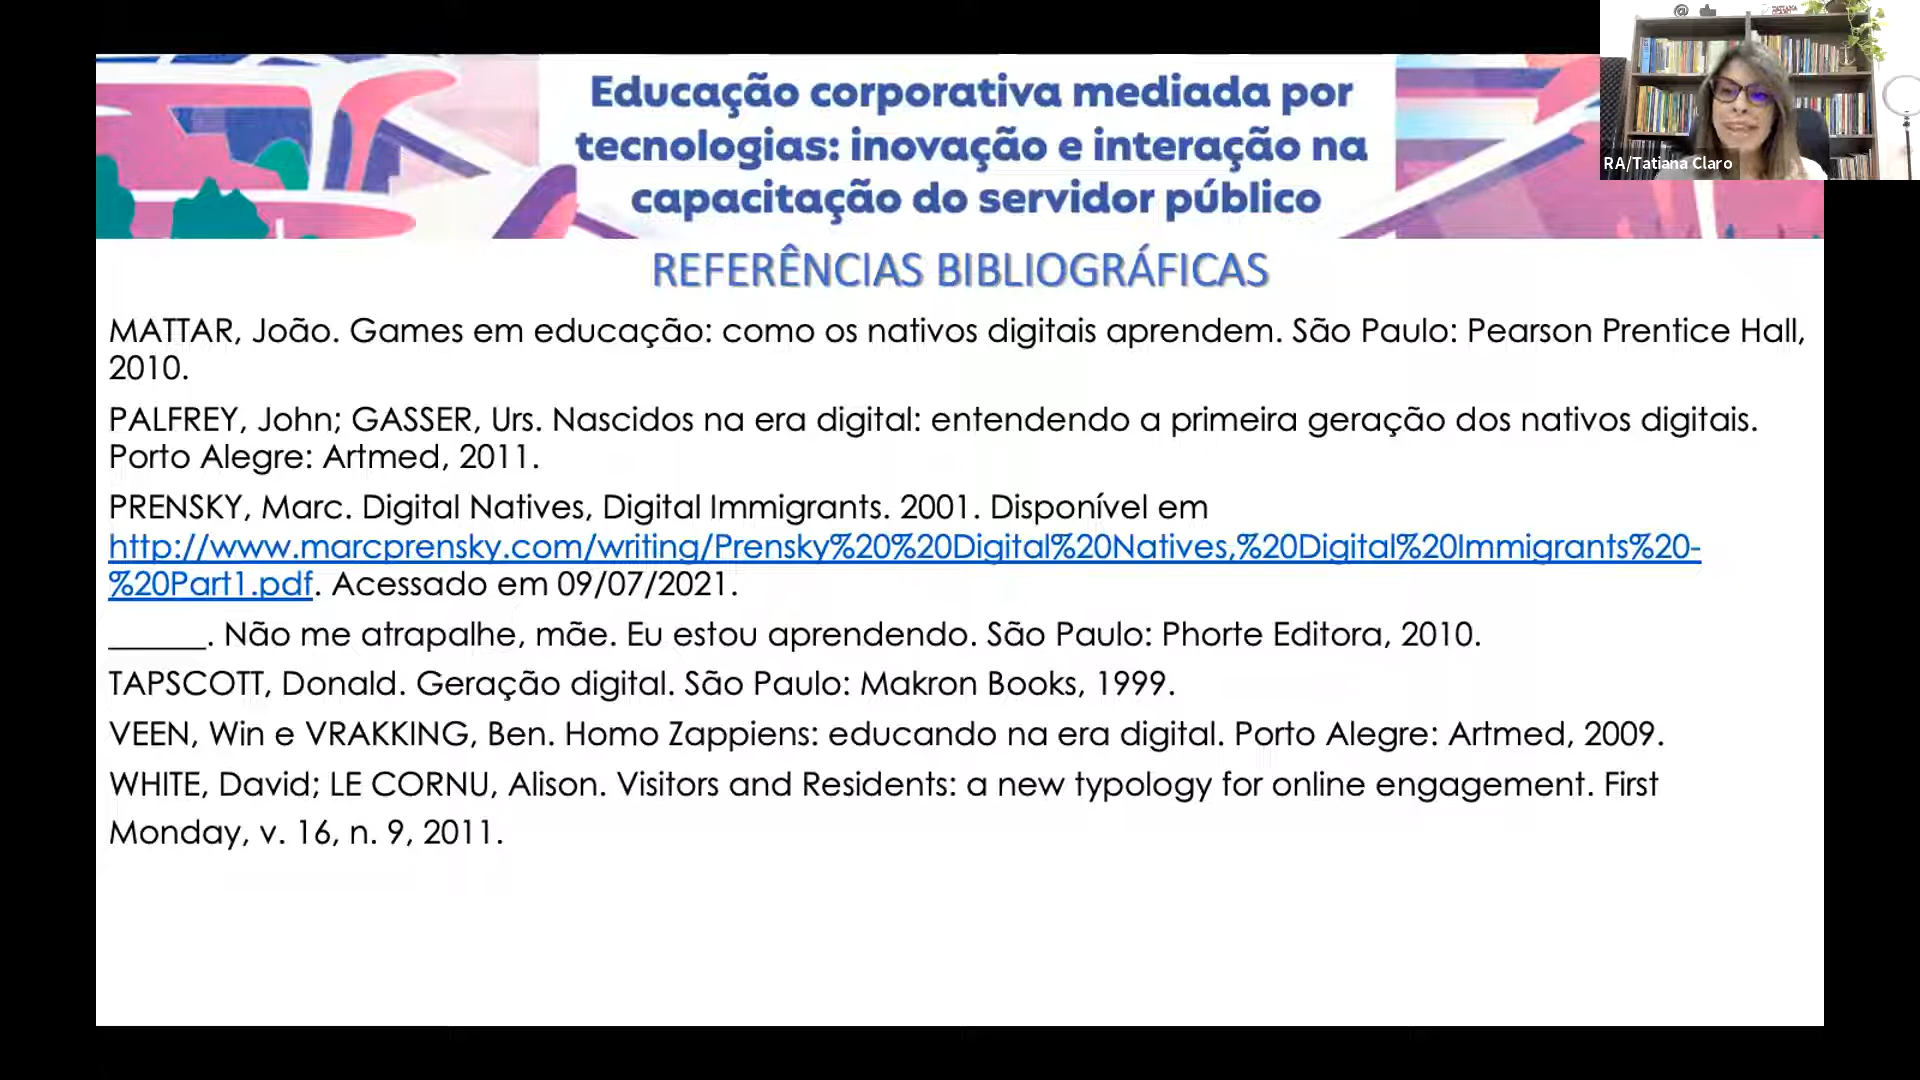 Educação corporativa mediada por
tecnologias: inovação e interação na
capacitação do servidor público
RA/Tatiana Claro
REFERÊNCIAS BIBLIOGRÁFICAS
MATTAR, João. Games em educação: como os nativos digitais aprendem. São Paulo: Pearson Prentice Hall,
2010.
PALFREY, John; GASSER, Urs. Nascidos na era digital: entendendo a primeira geração dos nativos digitais.
Porto Alegre: Artmed, 2011.
PRENSKY, Marc. Digital Natives, Digital Immigrants. 2001. Disponível em
http://www.marcprensky.com/writing/Prensky%20%20Digital%20Natives,%20Digital%20Immigrants%20-
%20Part1.pdf. Acessado em 09/07/2021.
______. Não me atrapalhe, mãe. Eu estou aprendendo. São Paulo: Phorte Editora, 2010.
TAPSCOTT, Donald. Geração digital. São Paulo: Makron Books, 1999.
VEEN, Win e VRAKKING, Ben. Homo Zappiens: educando na era digital. Porto Alegre: Artmed, 2009.
WHITE, David; LE CORNU, Alison. Visitors and Residents: a new typology for online engagement. First
Monday, v. 16, n. 9, 2011.